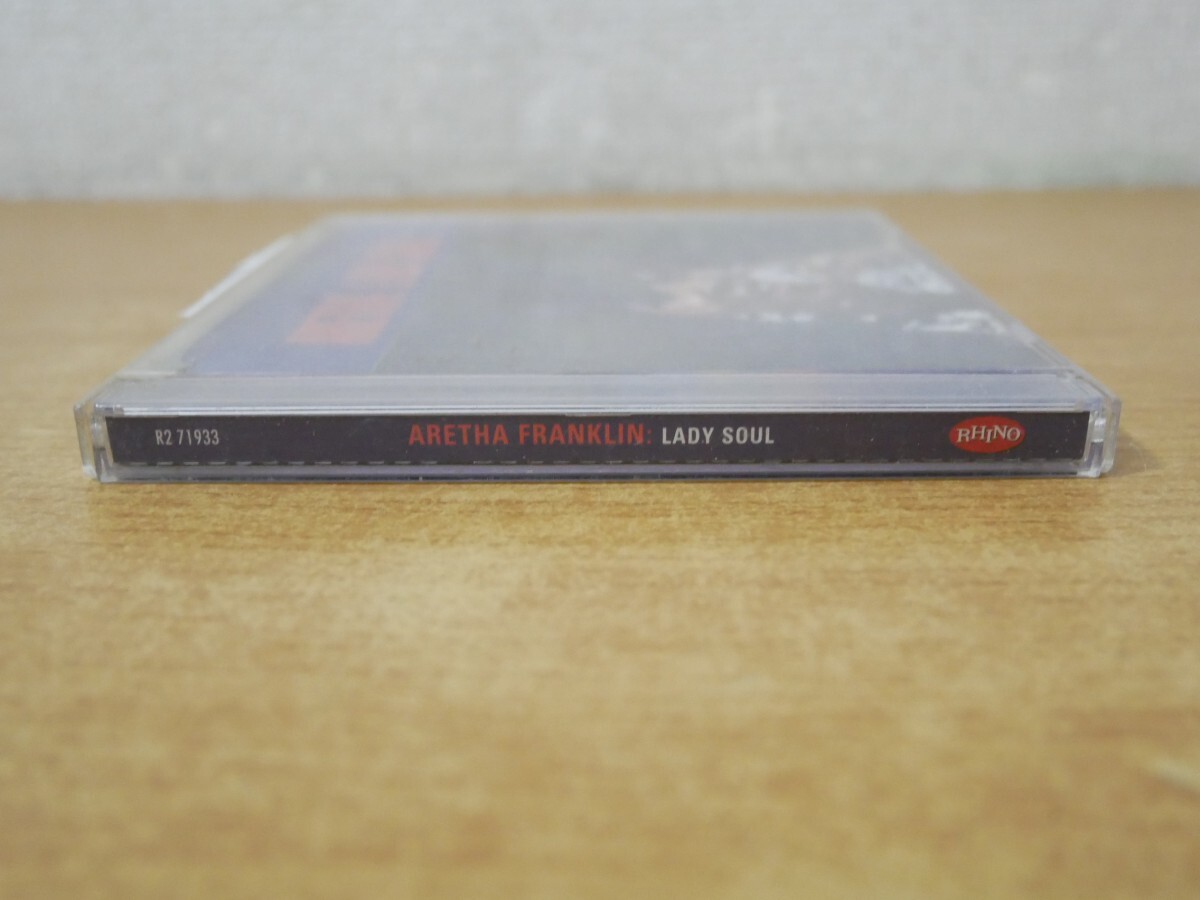 R2 71933 ARETHA FRANKLIN: LADY SOUL RHINO